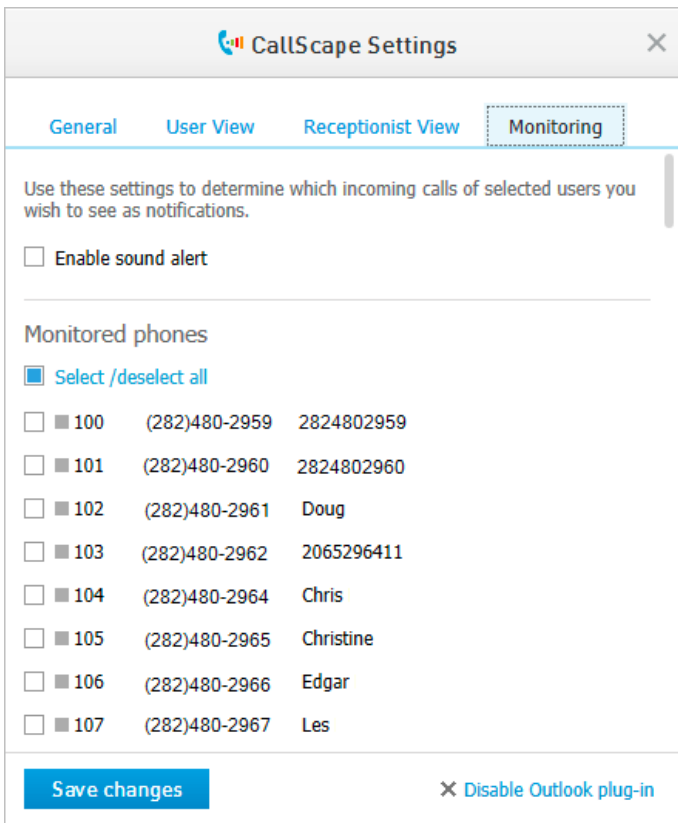 CallScape Settings
General User View Receptionist View Monitoring
Use these settings to determine which incoming calls of selected users you
wish to see as notifications.
Enable sound alert
Monitored phones
Select /deselect all
100 (282)480-2959 2824802959
101 (282)480-2960 2824802960
102 (282)480-2961 Doug
103 (282)480-2962 2065296411
104 (282)480-2964 Chris
105 (282)480-2965 Christine
106 (282)480-2966 Edgar
107 (282)480-2967 Les
Save changes Disable Outlook plug-in